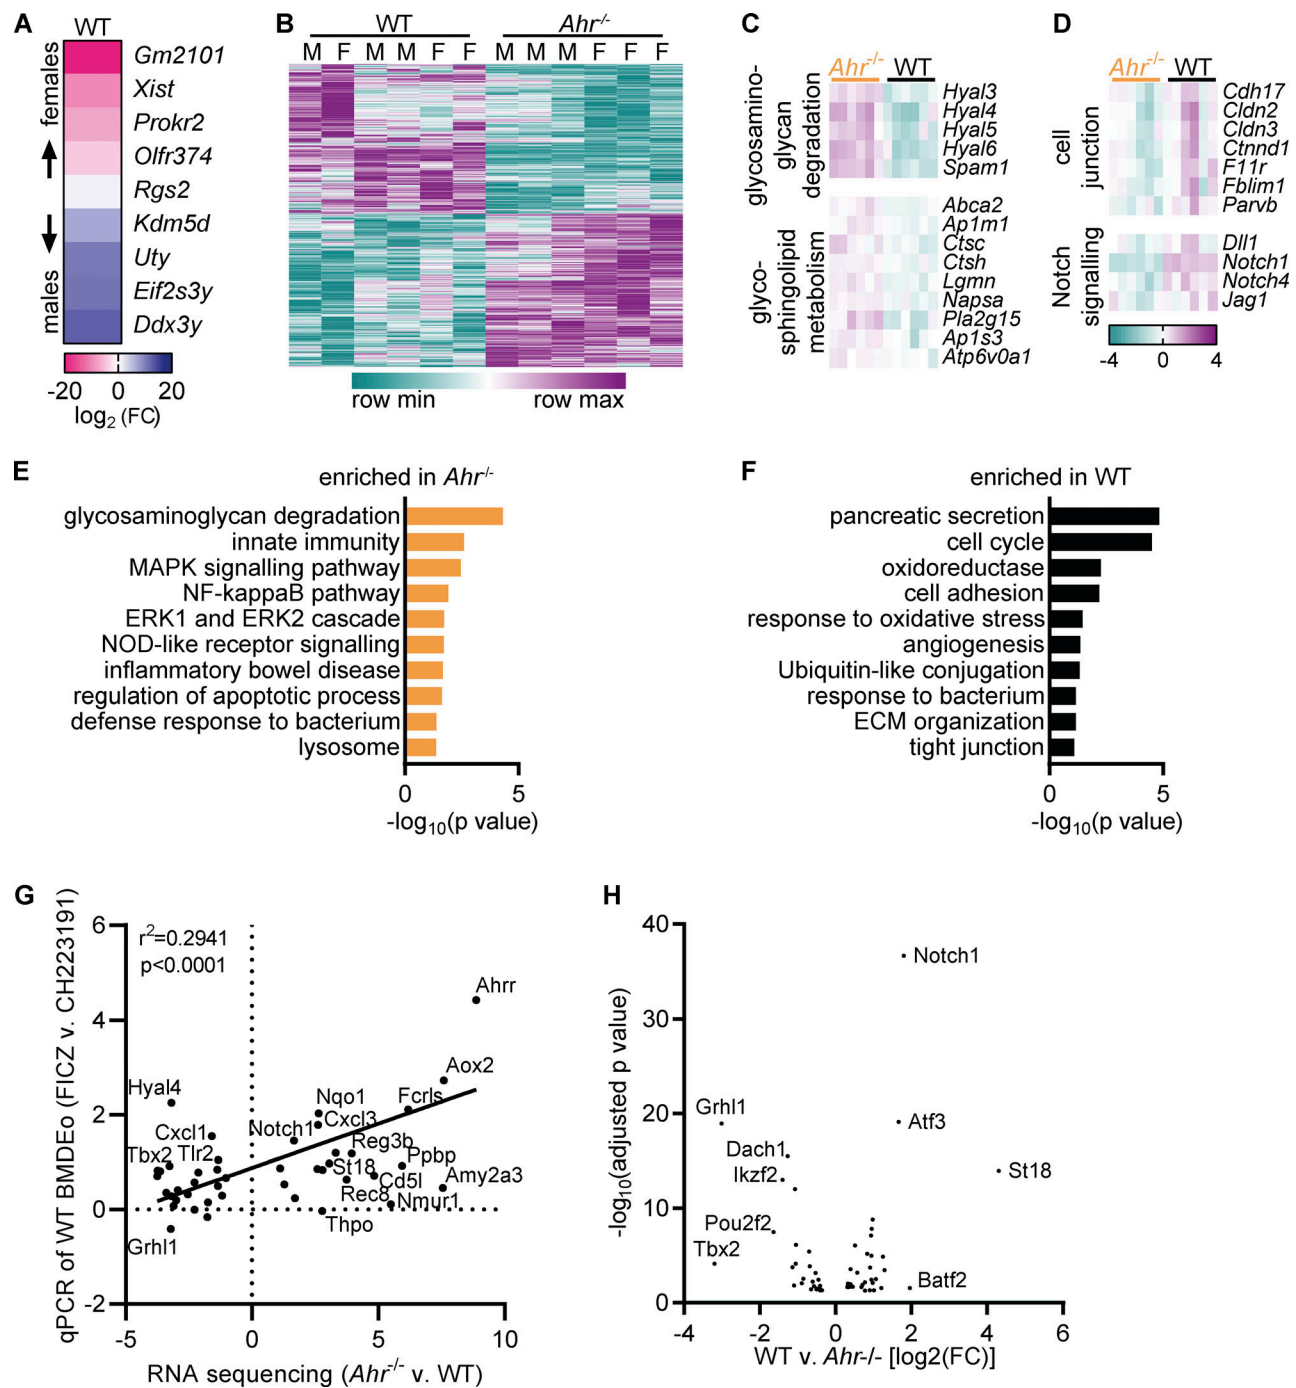 A
WT
females
males
Gm2101
Xist
Prokr2
Olfr374
Rgs2
Kdm5d
Uty
Eif2s3y
Ddx3y
-20 0 20
log2 (FC)
B
WT Ahr-/-
M F M M F F M M M F F F
row min row max
C
Ahr-/- WT
glycosamino-
glycan
degradation
Hyal3
Hyal4
Hyal5
Hyal6
Spam1
glyco-
sphingolipid
metabolism
Abca2
Ap1m1
Ctsc
Ctsh
Lgmn
Napsa
Pla2g15
Ap1s3
Atp6v0a1
D
Ahr-/- WT
cell
junction
Cdh17
Cldn2
Cldn3
Ctnnd1
F11r
Fblim1
Parvb
Notch
signalling
Dll1
Notch1
Notch4
Jag1
-4 0 4
E
enriched in Ahr-/-
glycosaminoglycan degradation
innate immunity
MAPK signalling pathway
NF-kappaB pathway
ERK1 and ERK2 cascade
NOD-like receptor signalling
inflammatory bowel disease
regulation of apoptotic process
defense response to bacterium
lysosome
0 5
-log10(p value)
F
enriched in WT
pancreatic secretion
cell cycle
oxidoreductase
cell adhesion
response to oxidative stress
angiogenesis
Ubiquitin-like conjugation
response to bacterium
ECM organization
tight junction
0 5
-log10(p value)
G
qPCR of WT BMDEo (FICZ v. CH223191)
6
4
2
0
-2
r2=0.2941
p<0.0001
Ahrr
Aox2
Hyal4
Nqo1
Fcrls
Cxcl3
Notch1
Cxcl1
Reg3b
Tbx2
Tlr2
St18
Ppbp
Cd5l
Amy2a3
Rec8
Nmur1
Thpo
Grhl1
-5 0 5 10
RNA sequencing (Ahr-/- v. WT)
H
-log10(adjusted p value)
40
30
20
10
0
Notch1
Grhl1
Atf3
Dach1
Ikzf2
St18
Pou2f2
Tbx2
Batf2
-4 -2 0 2 4 6
WT v. Ahr-/- [log2(FC)]